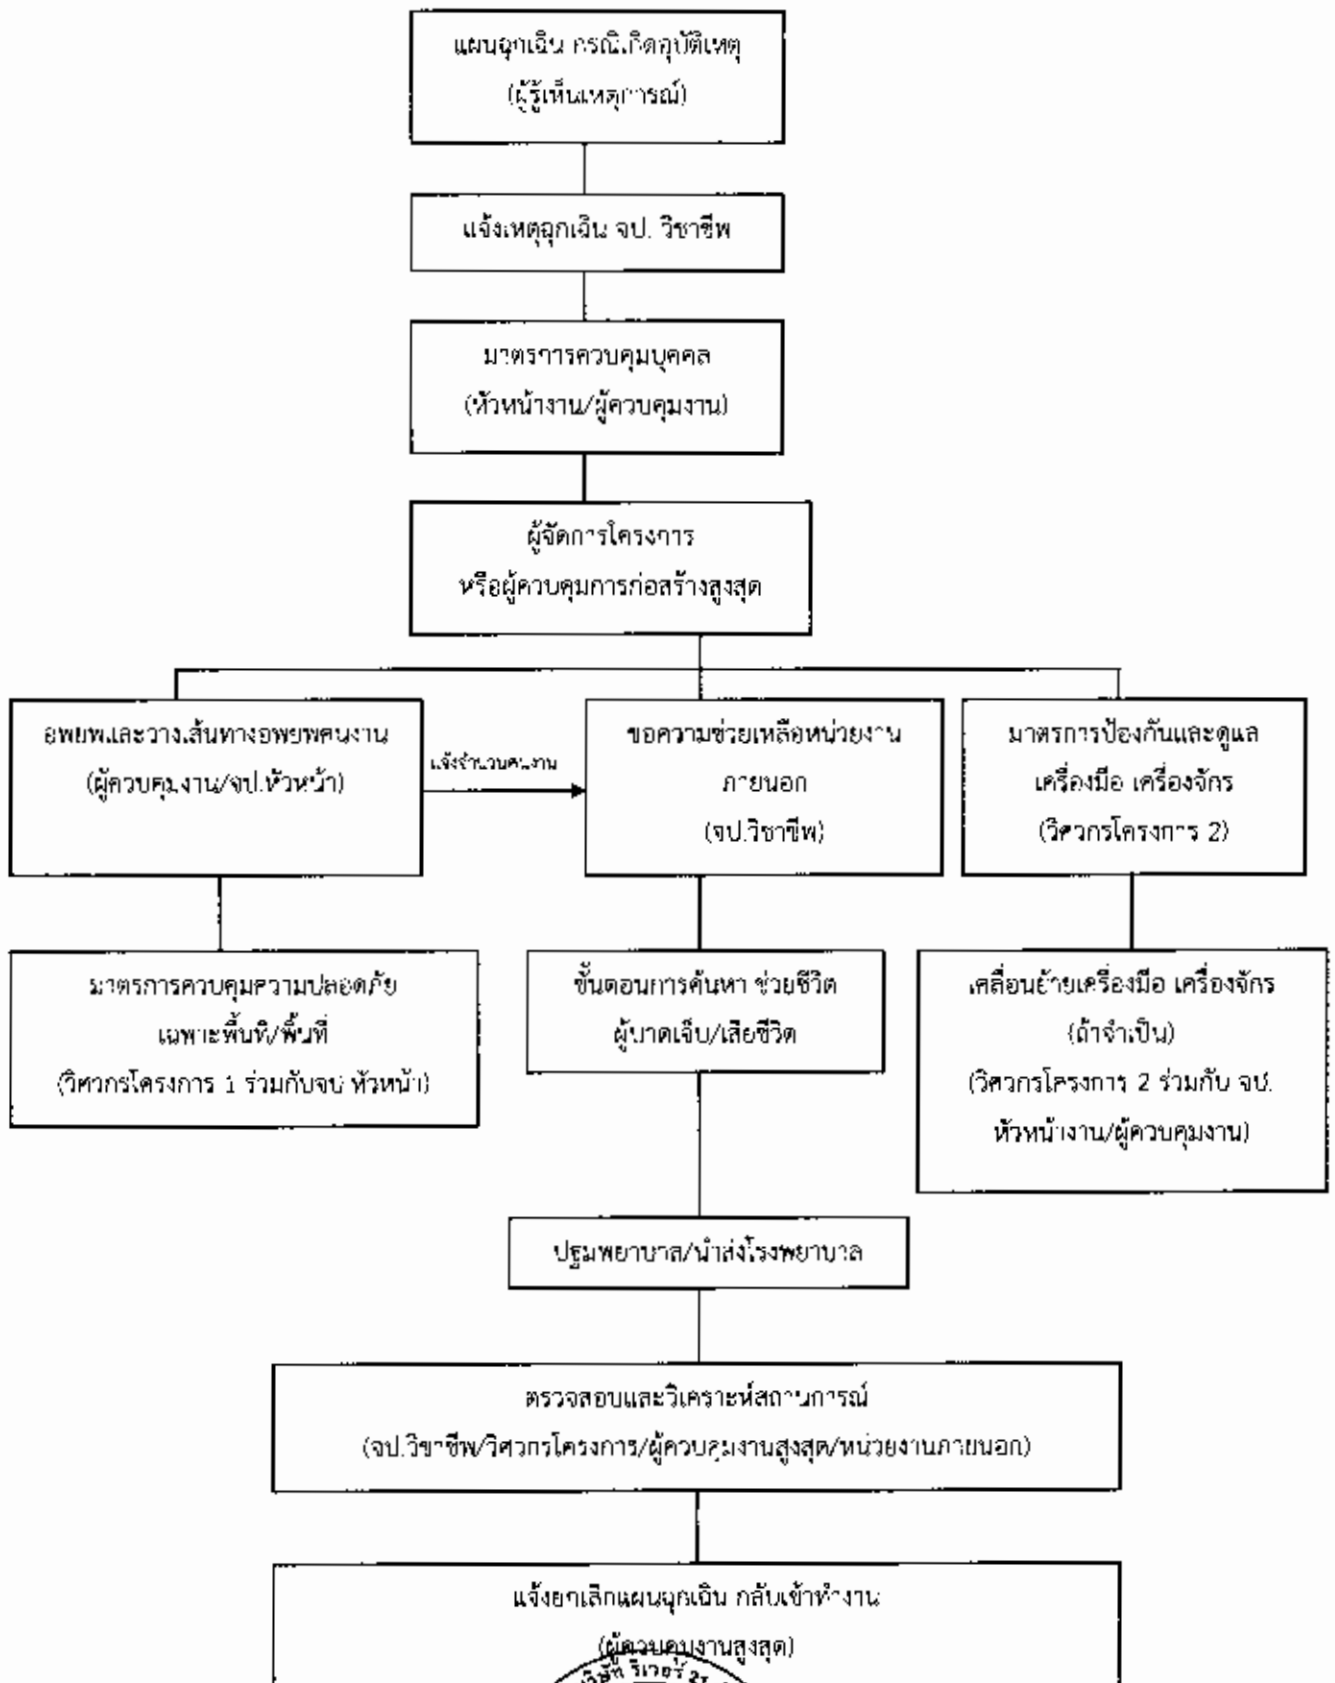 แผนฉุกเฉิน กรณีเกิดอุบัติเหตุ
(ผู้รู้เห็นเหตุการณ์)
แจ้งเหตุฉุกเฉิน จป. วิชาชีพ
มาตรการควบคุมบุคคล
(หัวหน้างาน/ผู้ควบคุมงาน)
ผู้จัดการโครงการ
หรือผู้ควบคุมการก่อสร้างสูงสุด
อพยพและวางเส้นทางอพยพคนงาน
(ผู้ควบคุมงาน/จป.หัวหน้า)
แจ้งจำนวนคนงาน
ขอความช่วยเหลือหน่วยงาน
ภายนอก
(จป.วิชาชีพ)
มาตรการป้องกันและดูแล
เครื่องมือ เครื่องจักร
(วิศวกรโครงการ 2)
มาตรการควบคุมความปลอดภัย
เฉพาะพื้นที่/พื้นที่
(วิศวกรโครงการ 1 ร่วมกับจป หัวหน้า)
ขั้นตอนการค้นหา ช่วยชีวิต
ผู้บาดเจ็บ/เสียชีวิต
เคลื่อนย้ายเครื่องมือ เครื่องจักร
(ถ้าจำเป็น)
(วิศวกรโครงการ 2 ร่วมกับ จป.
หัวหน้างาน/ผู้ควบคุมงาน)
ปฐมพยาบาล/นำส่งโรงพยาบาล
ตรวจสอบและวิเคราะห์สถานการณ์
(จป.วิชาชีพ/วิศวกรโครงการ/ผู้ควบคุมงานสูงสุด/หน่วยงานภายนอก)
แจ้งยกเลิกแผนฉุกเฉิน กลับเข้าทำงาน
(ผู้ควบคุมงานสูงสุด)
ริเวอร์